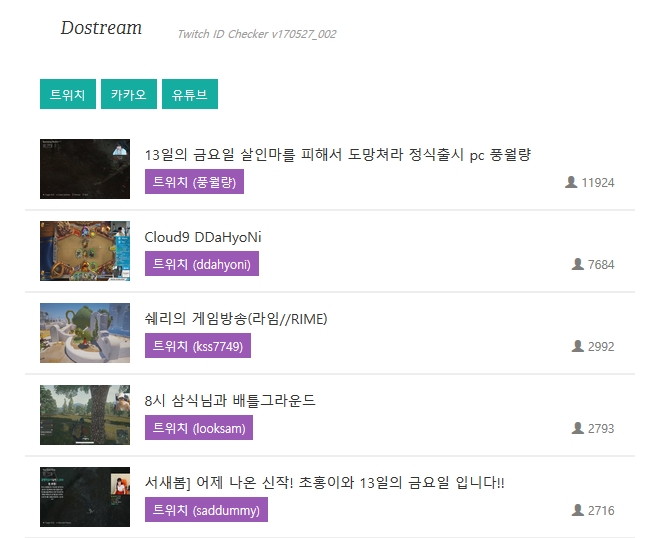 Dostream
Twitch ID Checker v170527_002
트위치
카카오
유튜브
13일의 금요일 살인마를 피해서 도망쳐라 정식출시 pc 풍월량
트위치 (풍월량)
11924
Cloud9 DDaHyoNi
트위치 (ddahyoni)
7684
쉐리의 게임방송(라임//RIME)
트위치 (kss7749)
2992
8시 삼식님과 배틀그라운드
트위치 (looksam)
2793
서새봄] 어제 나온 신작! 초홍이와 13일의 금요일 입니다!!
트위치 (saddummy)
2716